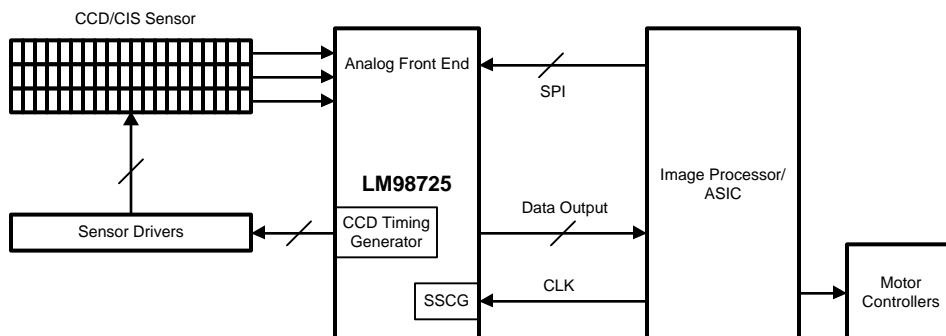 CCD/CIS Sensor
Analog Front End
SPI
LM98725
Image Processor/
ASIC
Sensor Drivers
CCD Timing
Generator
Data Output
SSCG
CLK
Motor
Controllers